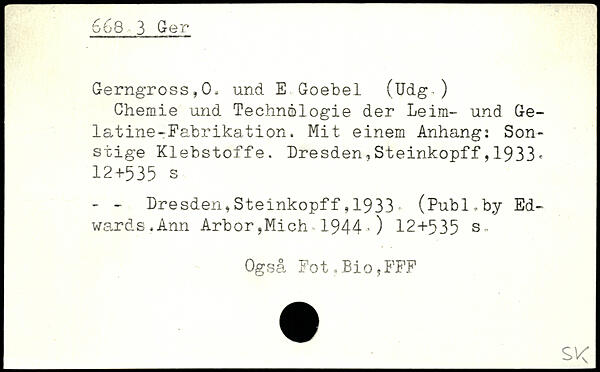 668.3 Ger
Gerngross,O. und E.Goebel (Udg.)
Chemie und Technologie der Leim- und Ge-
latine-Fabrikation. Mit einem Anhang: Son-
stige Klebstoffe. Dresden,Steinkopff,1933.
12+535 s.
- - Dresden,Steinkopff,1933. (Publ.by Ed-
wards.Ann Arbor,Mich.1944.) 12+535 s.
Også Fot.Bio,FFF
SK